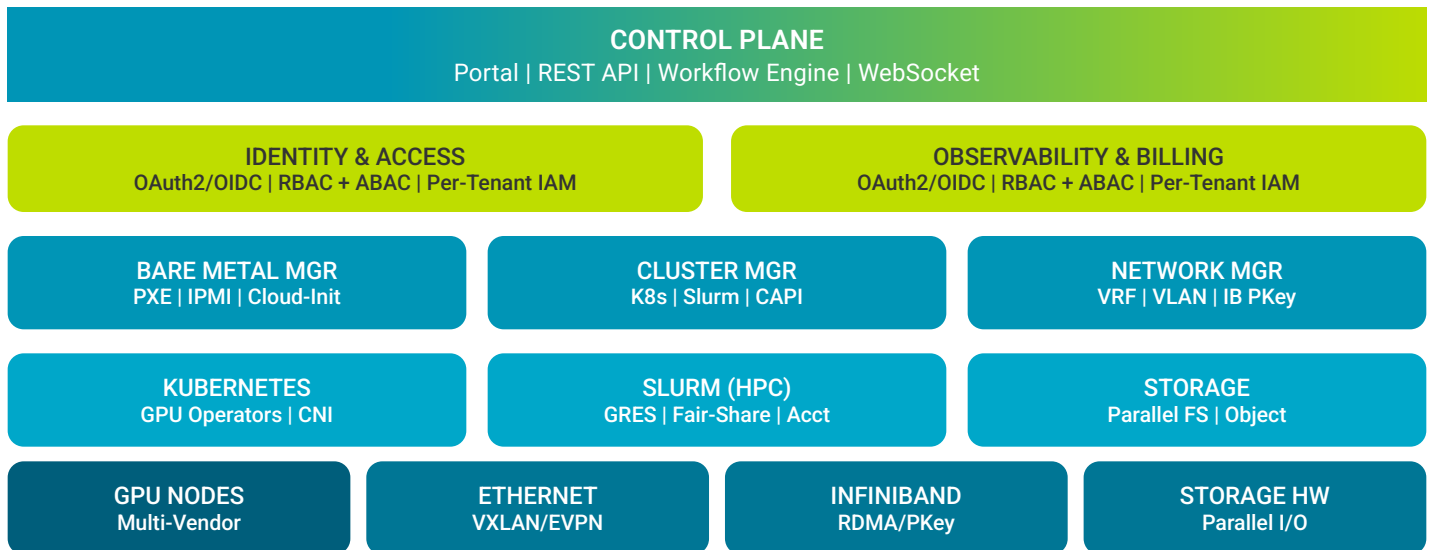 CONTROL PLANE
Portal | REST API | Workflow Engine | WebSocket
IDENTITY & ACCESS
OAuth2/OIDC | RBAC + ABAC | Per-Tenant IAM
OBSERVABILITY & BILLING
OAuth2/OIDC | RBAC + ABAC | Per-Tenant IAM
BARE METAL MGR
PXE | IPMI | Cloud-Init
CLUSTER MGR
K8s | Slurm | CAPI
NETWORK MGR
VRF | VLAN | IB PKey
KUBERNETES
GPU Operators | CNI
SLURM (HPC)
GRES | Fair-Share | Acct
STORAGE
Parallel FS | Object
GPU NODES
Multi-Vendor
ETHERNET
VXLAN/EVPN
INFINIBAND
RDMA/PKey
STORAGE HW
Parallel I/O